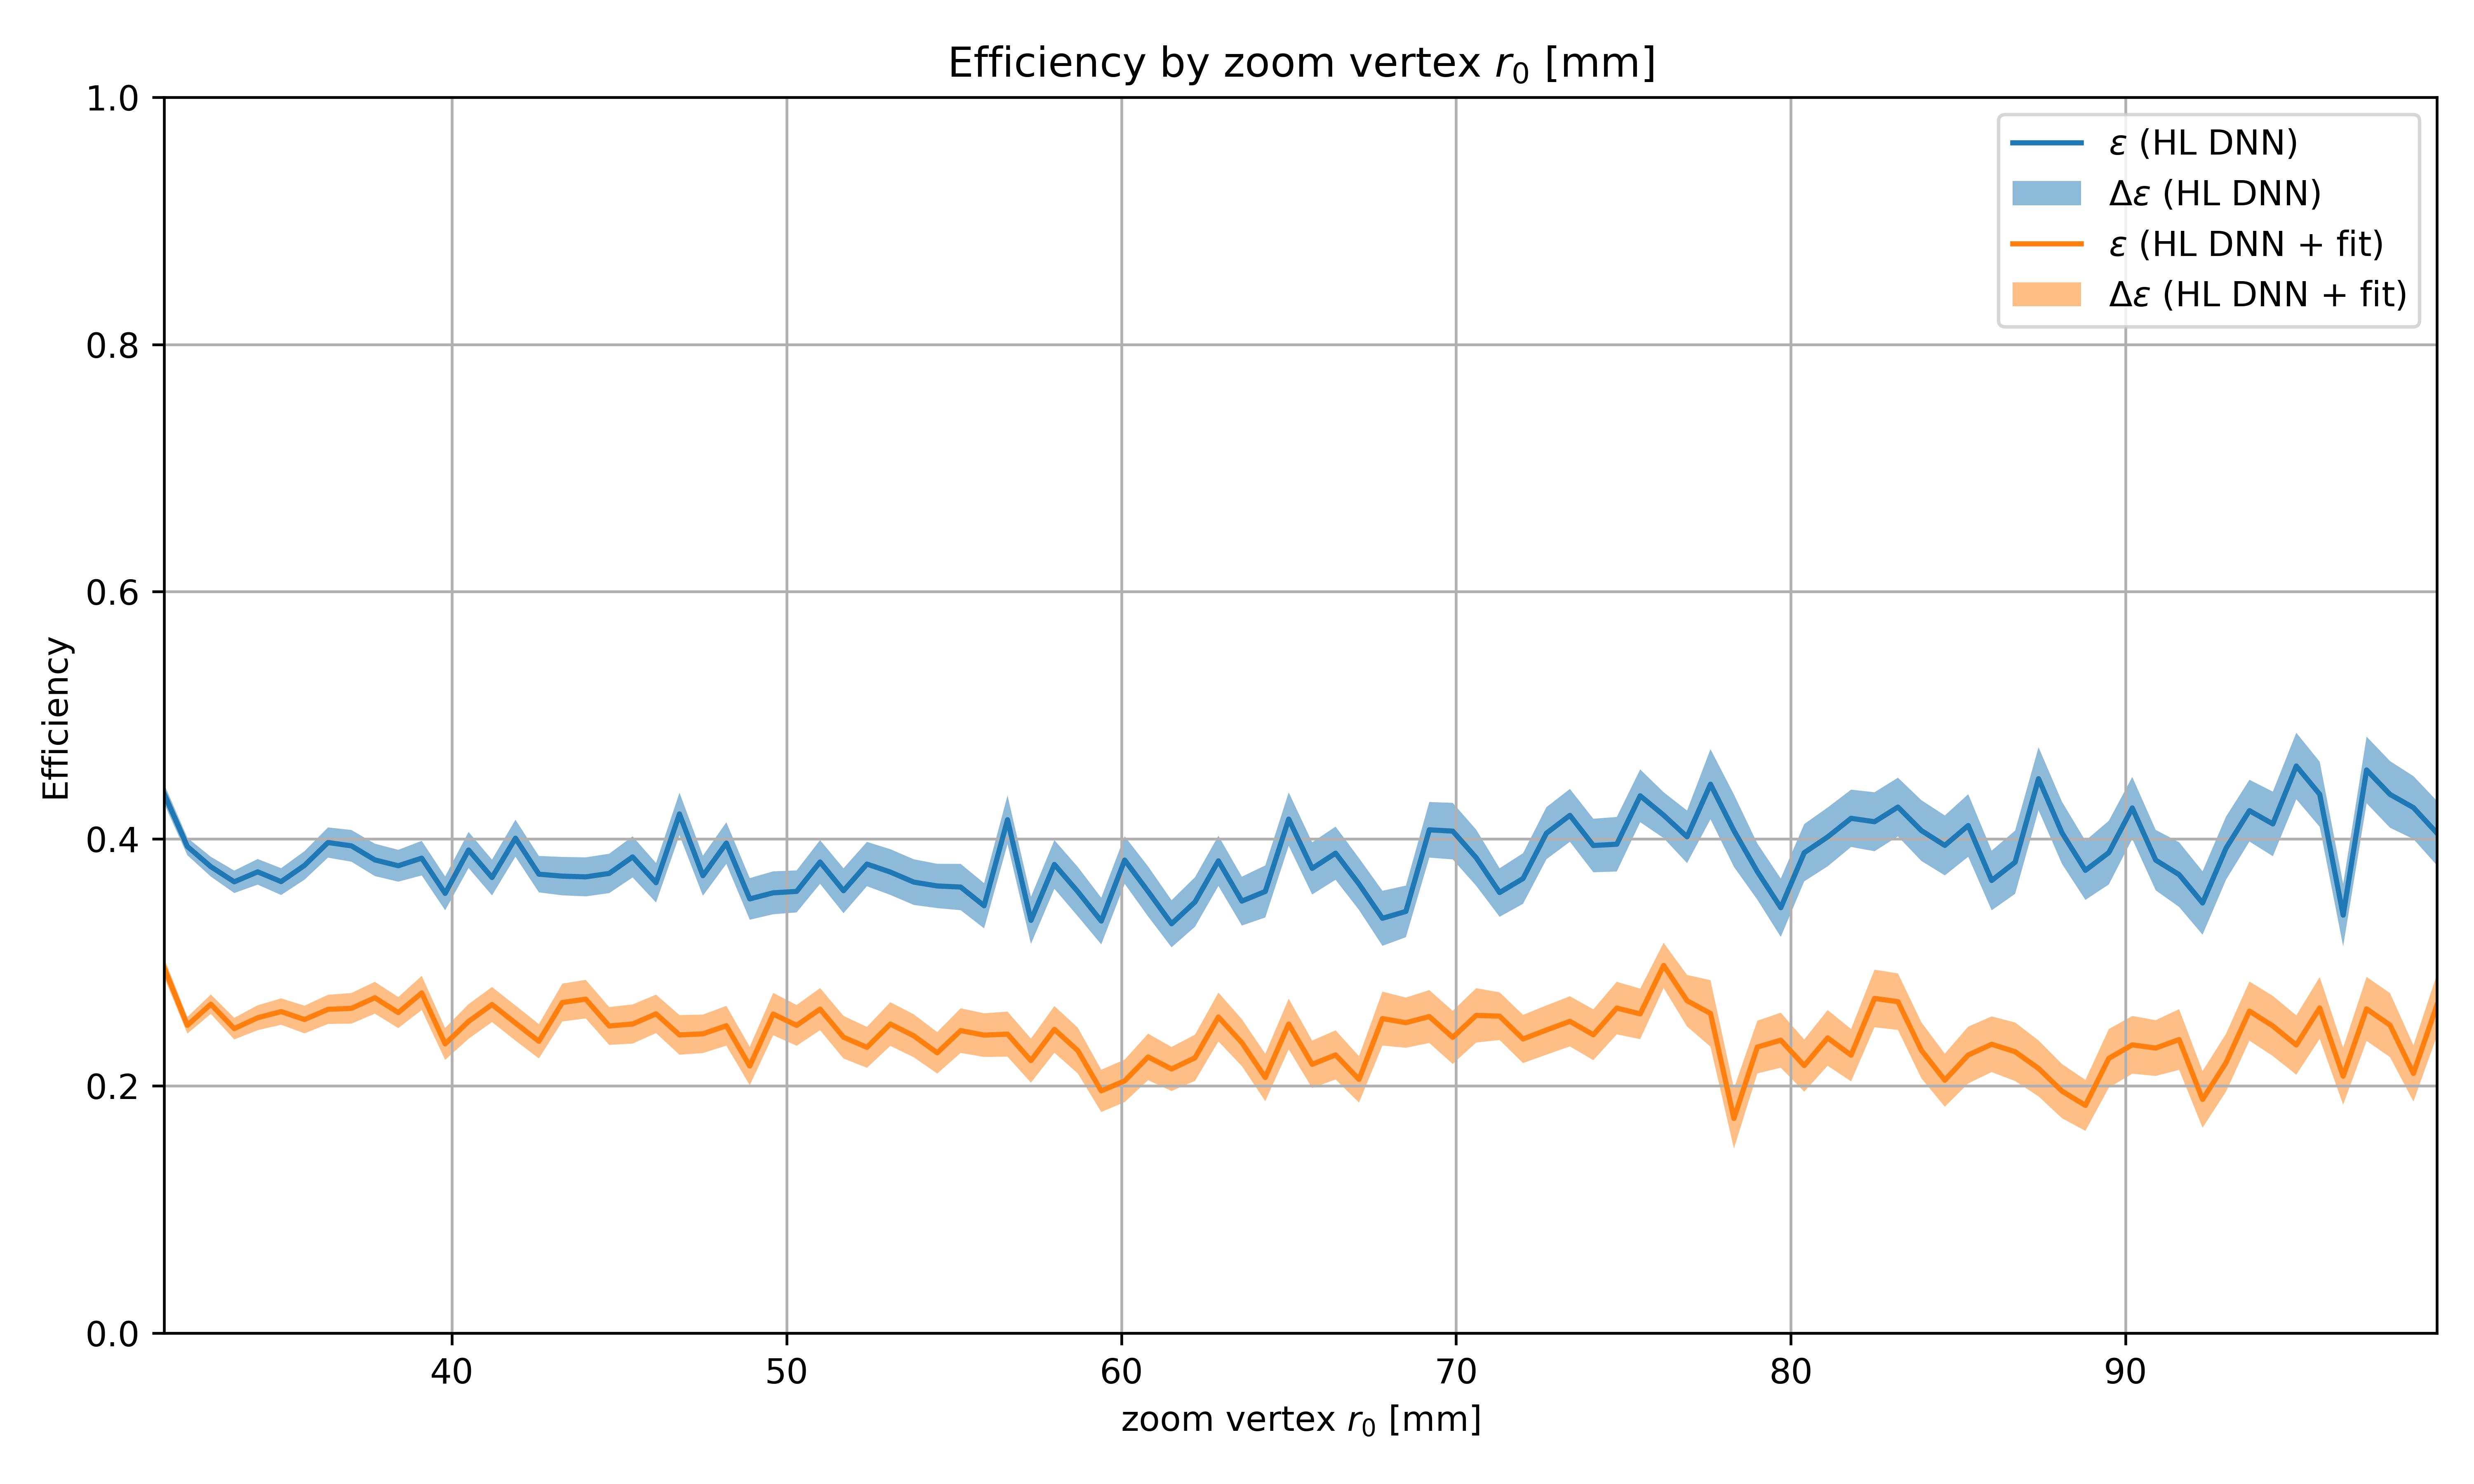 Efficiency by zoom vertex r₀ [mm]
1.0
0.8
0.6
0.4
0.2
0.0
Efficiency
ε (HL DNN)
Δε (HL DNN)
ε (HL DNN + fit)
Δε (HL DNN + fit)
40 50 60 70 80 90
zoom vertex r₀ [mm]